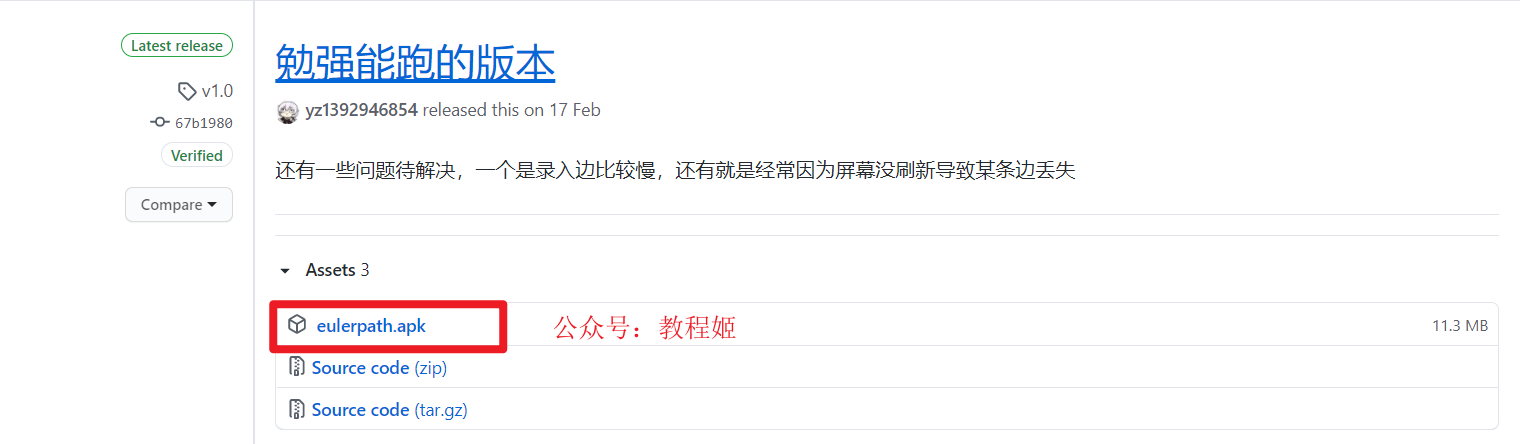 Latest release
v1.0
67b1980
Verified
Compare
勉强能跑的版本
yz1392946854 released this on 17 Feb
还有一些问题待解决，一个是录入边比较慢，还有就是经常因为屏幕没刷新导致某条边丢失
Assets 3
eulerpath.apk 公众号：教程姬 11.3 MB
Source code (zip)
Source code (tar.gz)